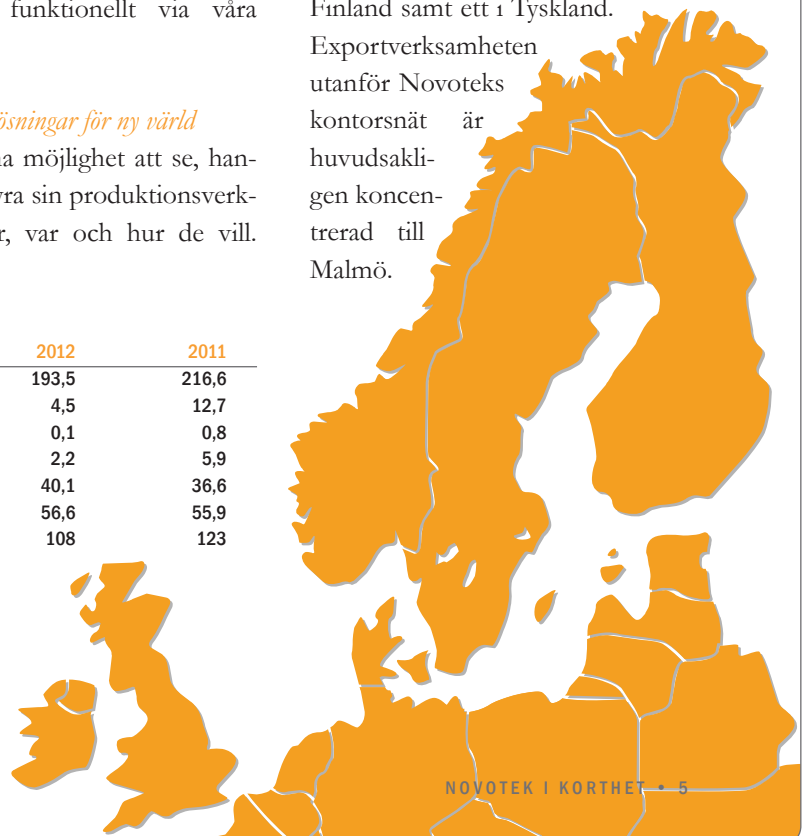 funktionellt via våra
ösningar för ny värld
na möjlighet att se, han-
yra sin produktionsverk-
r, var och hur de vill.
Finland samt ett i Tyskland.
Exportverksamheten
utanför Novoteks
kontorsnät är
huvudsakli-
gen koncen-
trerad till
Malmö.
2012 2011
193,5 216,6
4,5 12,7
0,1 0,8
2,2 5,9
40,1 36,6
56,6 55,9
108 123
NOVOTEK I KORTHET • 5